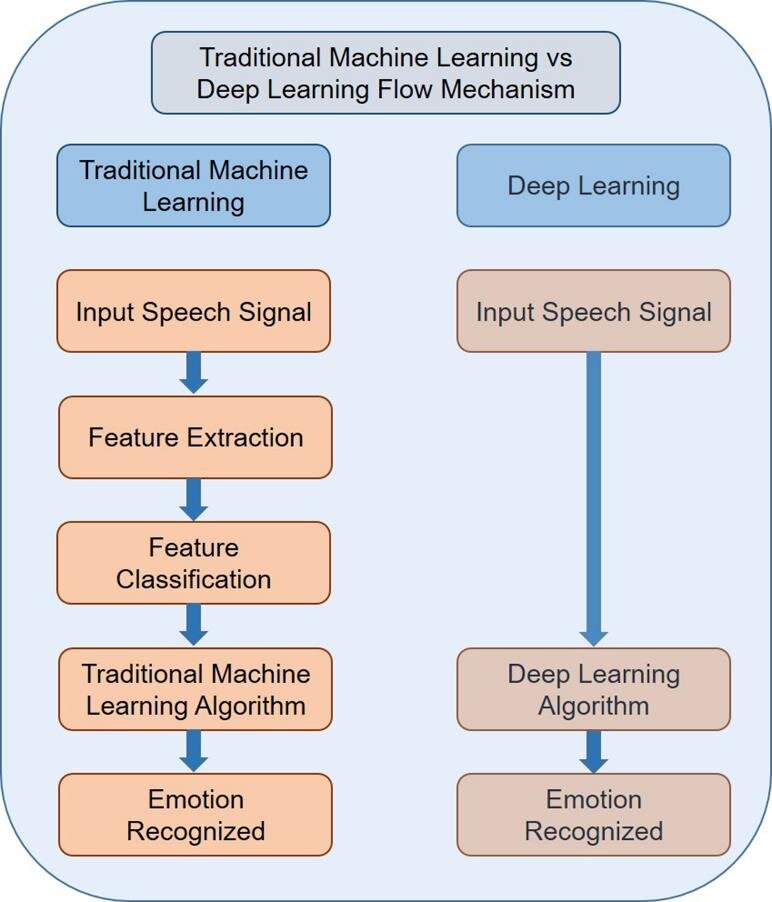 Traditional Machine Learning vs
Deep Learning Flow Mechanism
Traditional Machine
Learning
Input Speech Signal
Feature Extraction
Feature
Classification
Traditional Machine
Learning Algorithm
Emotion
Recognized
Deep Learning
Input Speech Signal
Deep Learning
Algorithm
Emotion
Recognized